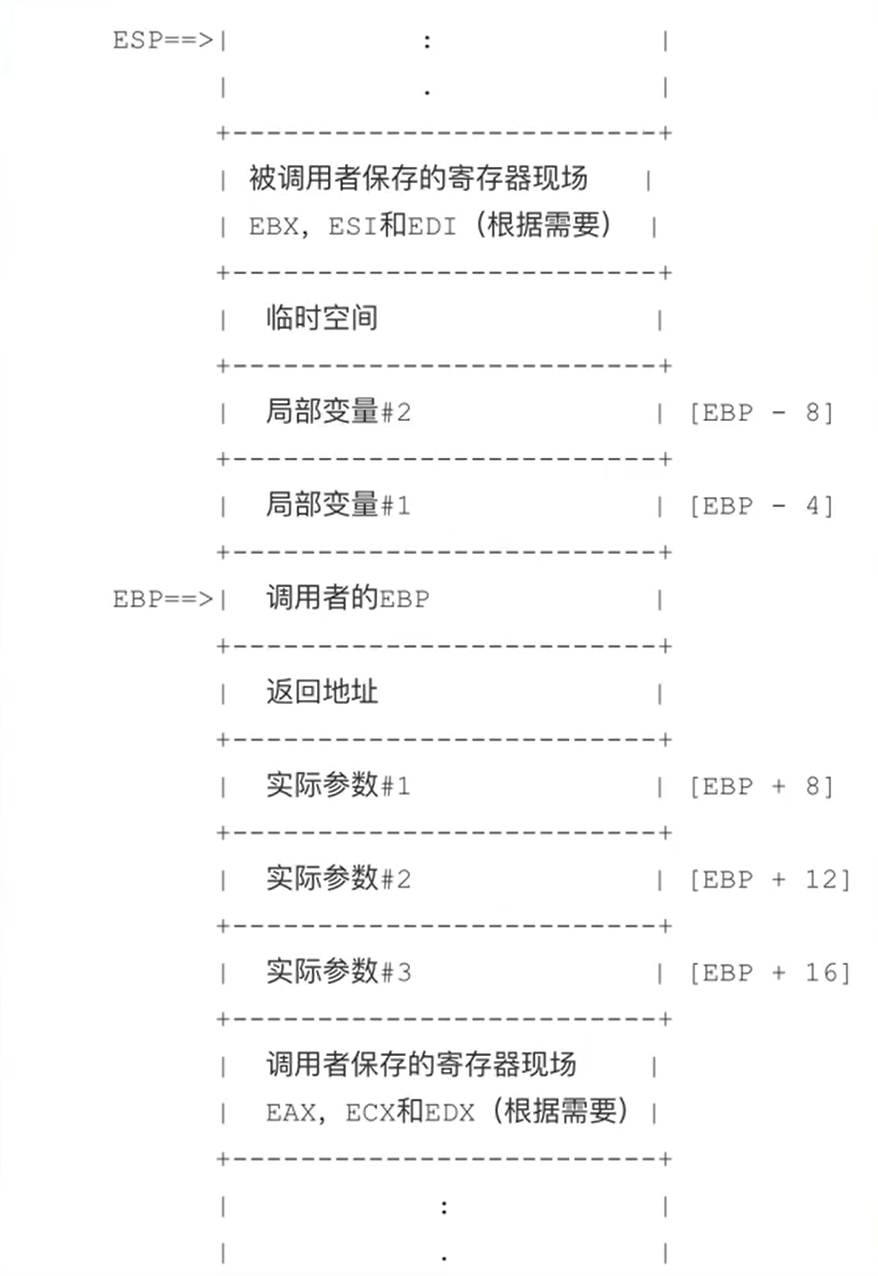 ESP==>|            :             |
|            .             |
+-------------------------+
| 被调用者保存的寄存器现场    |
| EBX, ESI和EDI（根据需要） |
+-------------------------+
|  临时空间                |
+-------------------------+
|  局部变量#2              | [EBP - 8]
+-------------------------+
|  局部变量#1              | [EBP - 4]
+-------------------------+
EBP==>|  调用者的EBP             |
+-------------------------+
|  返回地址                |
+-------------------------+
|  实际参数#1              | [EBP + 8]
+-------------------------+
|  实际参数#2              | [EBP + 12]
+-------------------------+
|  实际参数#3              | [EBP + 16]
+-------------------------+
|  调用者保存的寄存器现场    |
|  EAX, ECX和EDX（根据需要）|
+-------------------------+
|            :             |
|            .             |